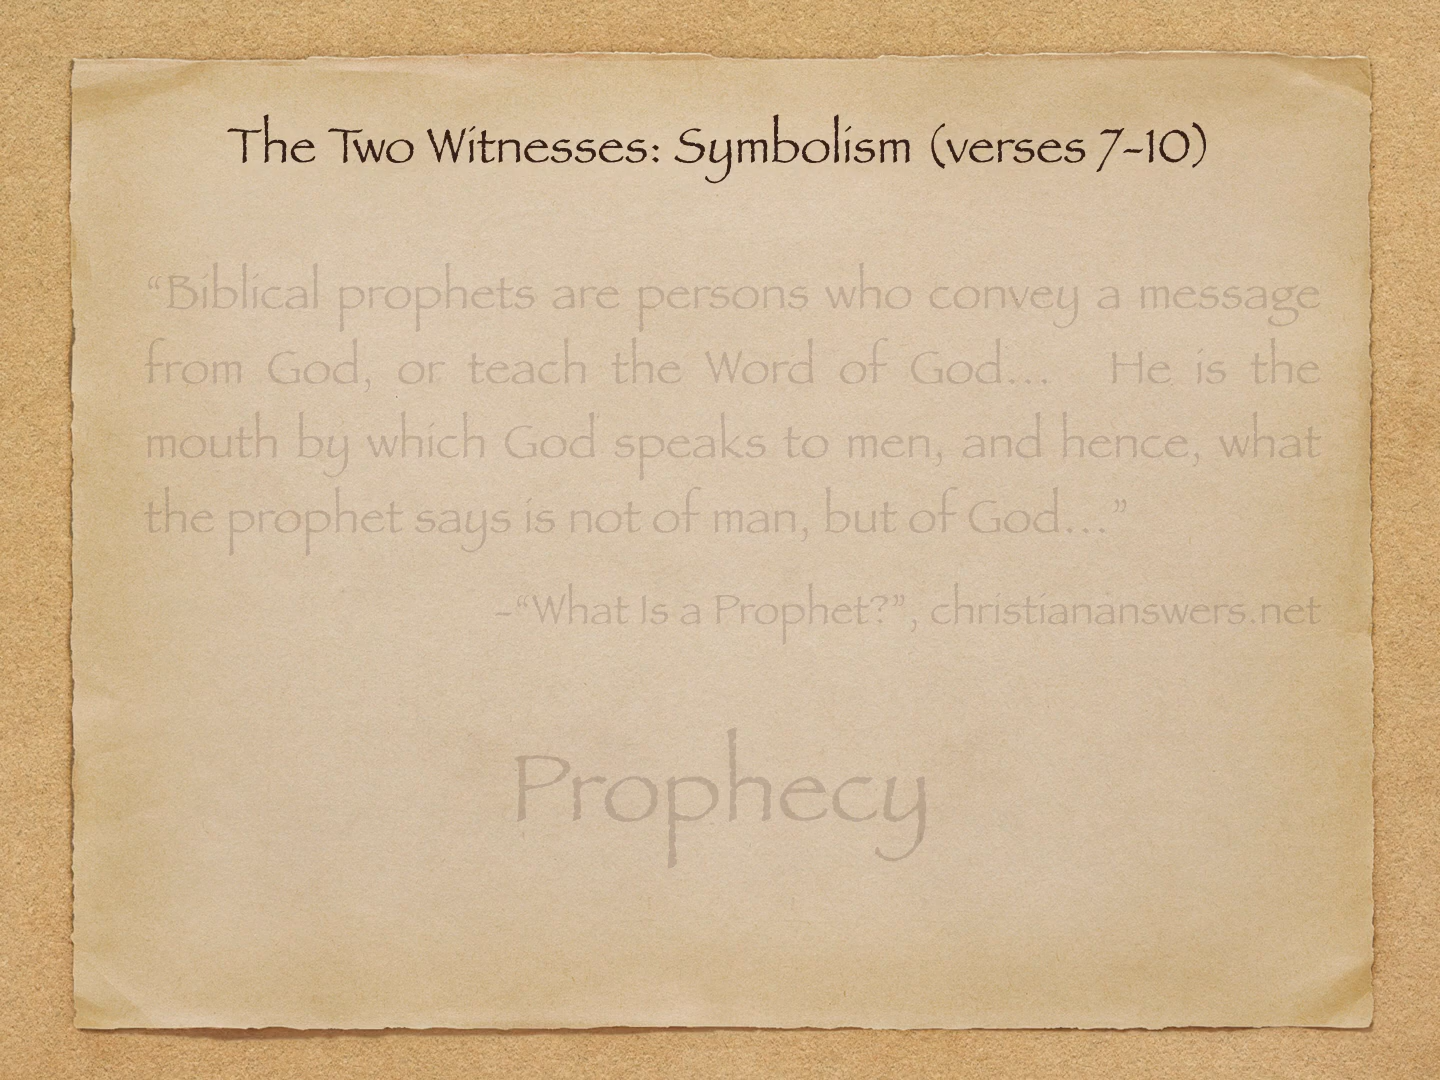 The Two Witnesses: Symbolism (verses 7-10)
“Biblical prophets are persons who convey a message
from God, or teach the Word of God… He is the
mouth by which God speaks to men, and hence, what
the prophet says is not of man, but of God…”
-“What Is a Prophet?”, christiananswers.net
Prophecy